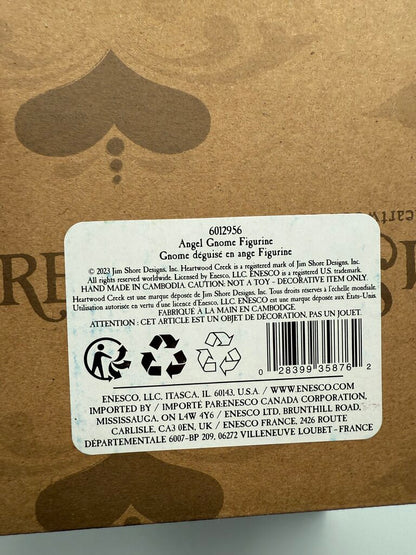 6012956
Angel Gnome Figurine
Gnome déguisé en ange Figurine
© 2023 Jim Shore Designs, Inc. Heartwood Creek is a registered mark of Jim Shore Designs, Inc.
All rights reserved worldwide. Licensed by Enesco, LLC. ENESCO is a registered U.S. trademark.
HAND MADE IN CAMBODIA CAUTION: NOT A TOY - DECORATIVE ITEM ONLY.
Heartwood Creek est une marque déposée de Jim Shore Designs, Inc. Tous droits réservés à l'échelle mondiale.
Utilisation autorisée en vertu d'une licence d'Enesco, LLC. ENESCO est une marque déposée aux États-Unis.
FABRIQUÉ A LA MAIN EN CAMBODGE.
ATTENTION : CET ARTICLE EST UN OBJET DE DÉCORATION, PAS UN JOUET.
0 28399 35876 2
ENESCO, LLC, ITASCA, IL 60143, U.S.A. / WWW.ENESCO.COM
IMPORTED BY / IMPORTÉ PAR:ENESCO CANADA CORPORATION,
MISSISSAUGA, ON L4W 4Y6 / ENESCO LTD, BRUNTHILL ROAD,
CARLISLE, CA3 0EN, UK / ENESCO FRANCE, 2426 ROUTE
DÉPARTEMENTALE 6007-BP 209, 06272 VILLENEUVE LOUBET - FRANCE